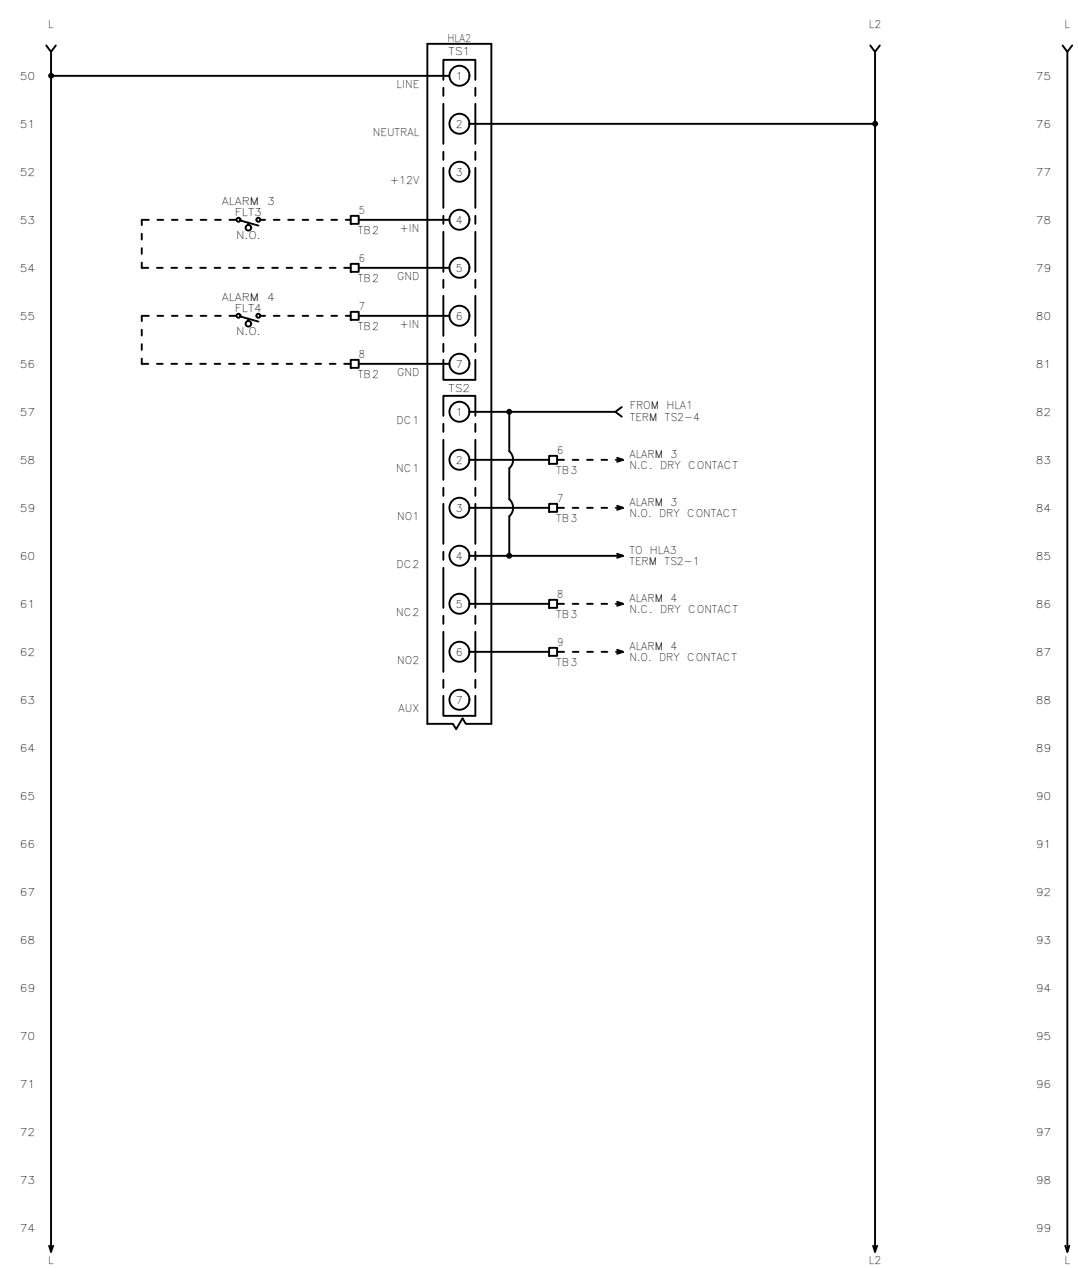 L
L2
L
HLA2
TS1
50
1
75
LINE
51
2
76
NEUTRAL
52
3
77
+12V
ALARM 3
FLT3
N.O.
53
5
TB2
+IN
4
78
54
6
TB2
GND
5
79
ALARM 4
FLT4
N.O.
55
7
TB2
+IN
6
80
56
8
TB2
GND
7
81
TS2
57
DC1
1
FROM HLA1
TERM TS2-4
82
58
NC1
2
6
TB3
ALARM 3
N.C. DRY CONTACT
83
59
NO1
3
7
TB3
ALARM 3
N.O. DRY CONTACT
84
60
DC2
4
TO HLA3
TERM TS2-1
85
61
NC2
5
8
TB3
ALARM 4
N.C. DRY CONTACT
86
62
NO2
6
9
TB3
ALARM 4
N.O. DRY CONTACT
87
63
AUX
7
88
64
89
65
90
66
91
67
92
68
93
69
94
70
95
71
96
72
97
73
98
74
99
L
L2
L